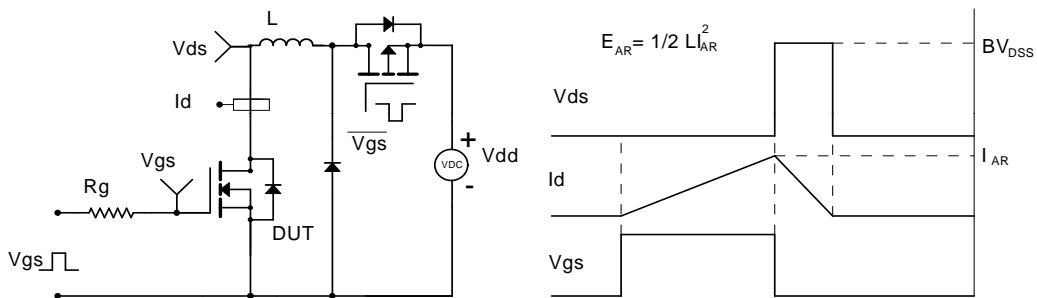 L
Vds
Id
Vgs
Vgs
Rg
DUT
Vgs
+
VDC
-
Vdd
E_AR= 1/2 LI_AR^2
BV_DSS
Vds
I_AR
Id
Vgs